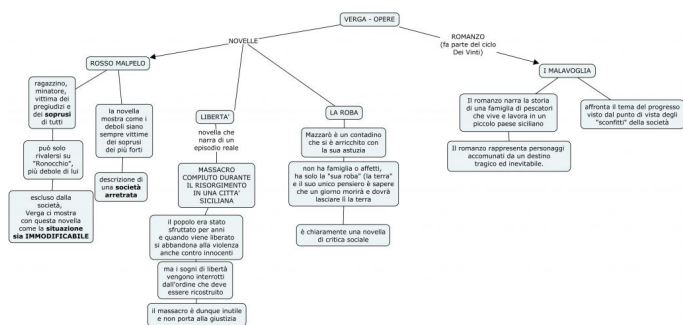 VERGA - OPERE
NOVELLE
ROMANZO
(fa parte del ciclo
Dei Vinti)
ROSSO MALPELO
ragazzino,
minatore,
vittima dei
pregiudizi e
dei soprusi
di tutti
può solo
rivalersi su
"Ronocchio",
più debole di lui
escluso dalla
società,
Verga ci mostra
con questa novella
come la situazione
sia IMMODIFICABILE
la novella
mostra come i
deboli siano
sempre vittime
dei soprusi
dei più forti
descrizione di
una società
arretrata
LIBERTA'
novella che
narra di un
episodio reale
MASSACRO
COMPIUTO DURANTE
IL RISORGIMENTO
IN UNA CITTA'
SICILIANA
il popolo era stato
sfruttato per anni
e quando viene liberato
si abbandona alla violenza
anche contro innocenti
ma i sogni di libertà
vengono interrotti
dall'ordine che deve
essere ricostruito
il massacro è dunque inutile
e non porta alla giustizia
LA ROBA
Mazzarò è un contadino
che si è arricchito con
la sua astuzia
non ha famiglia o affetti,
ha solo la "sua roba" (la terra"
e il suo unico pensiero è sapere
che un giorno morirà e dovrà
lasciare lì la terra
è chiaramente una novella
di critica sociale
I MALAVOGLIA
Il romanzo narra la storia
di una famiglia di pescatori
che vive e lavora in un
piccolo paese siciliano
Il romanzo rappresenta personaggi
accomunati da un destino
tragico ed inevitabile.
affronta il tema del progresso
visto dal punto di vista degli
"sconfitti" della società